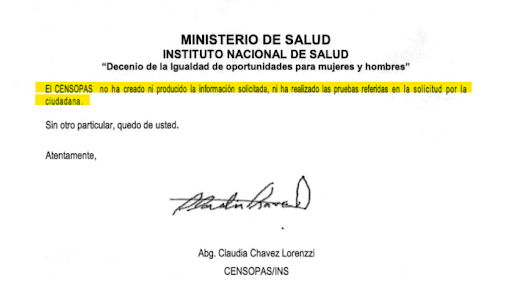 MINISTERIO DE SALUD
INSTITUTO NACIONAL DE SALUD
“Decenio de la Igualdad de oportunidades para mujeres y hombres”
El CENSOPAS no ha creado ni producido la información solicitada, ni ha realizado las pruebas referidas en la solicitud por la
ciudadana.
Sin otro particular, quedo de usted.
Atentamente,
Abg. Claudia Chavez Lorenzzi
CENSOPAS/INS